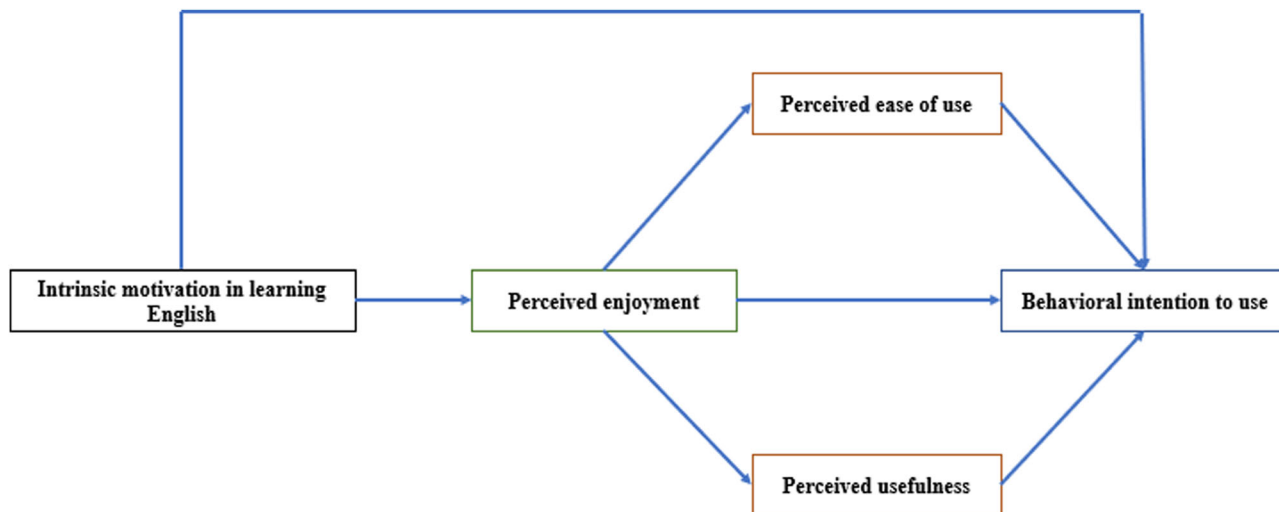 Perceived ease of use
Intrinsic motivation in learning
English
Perceived enjoyment
Behavioral intention to use
Perceived usefulness